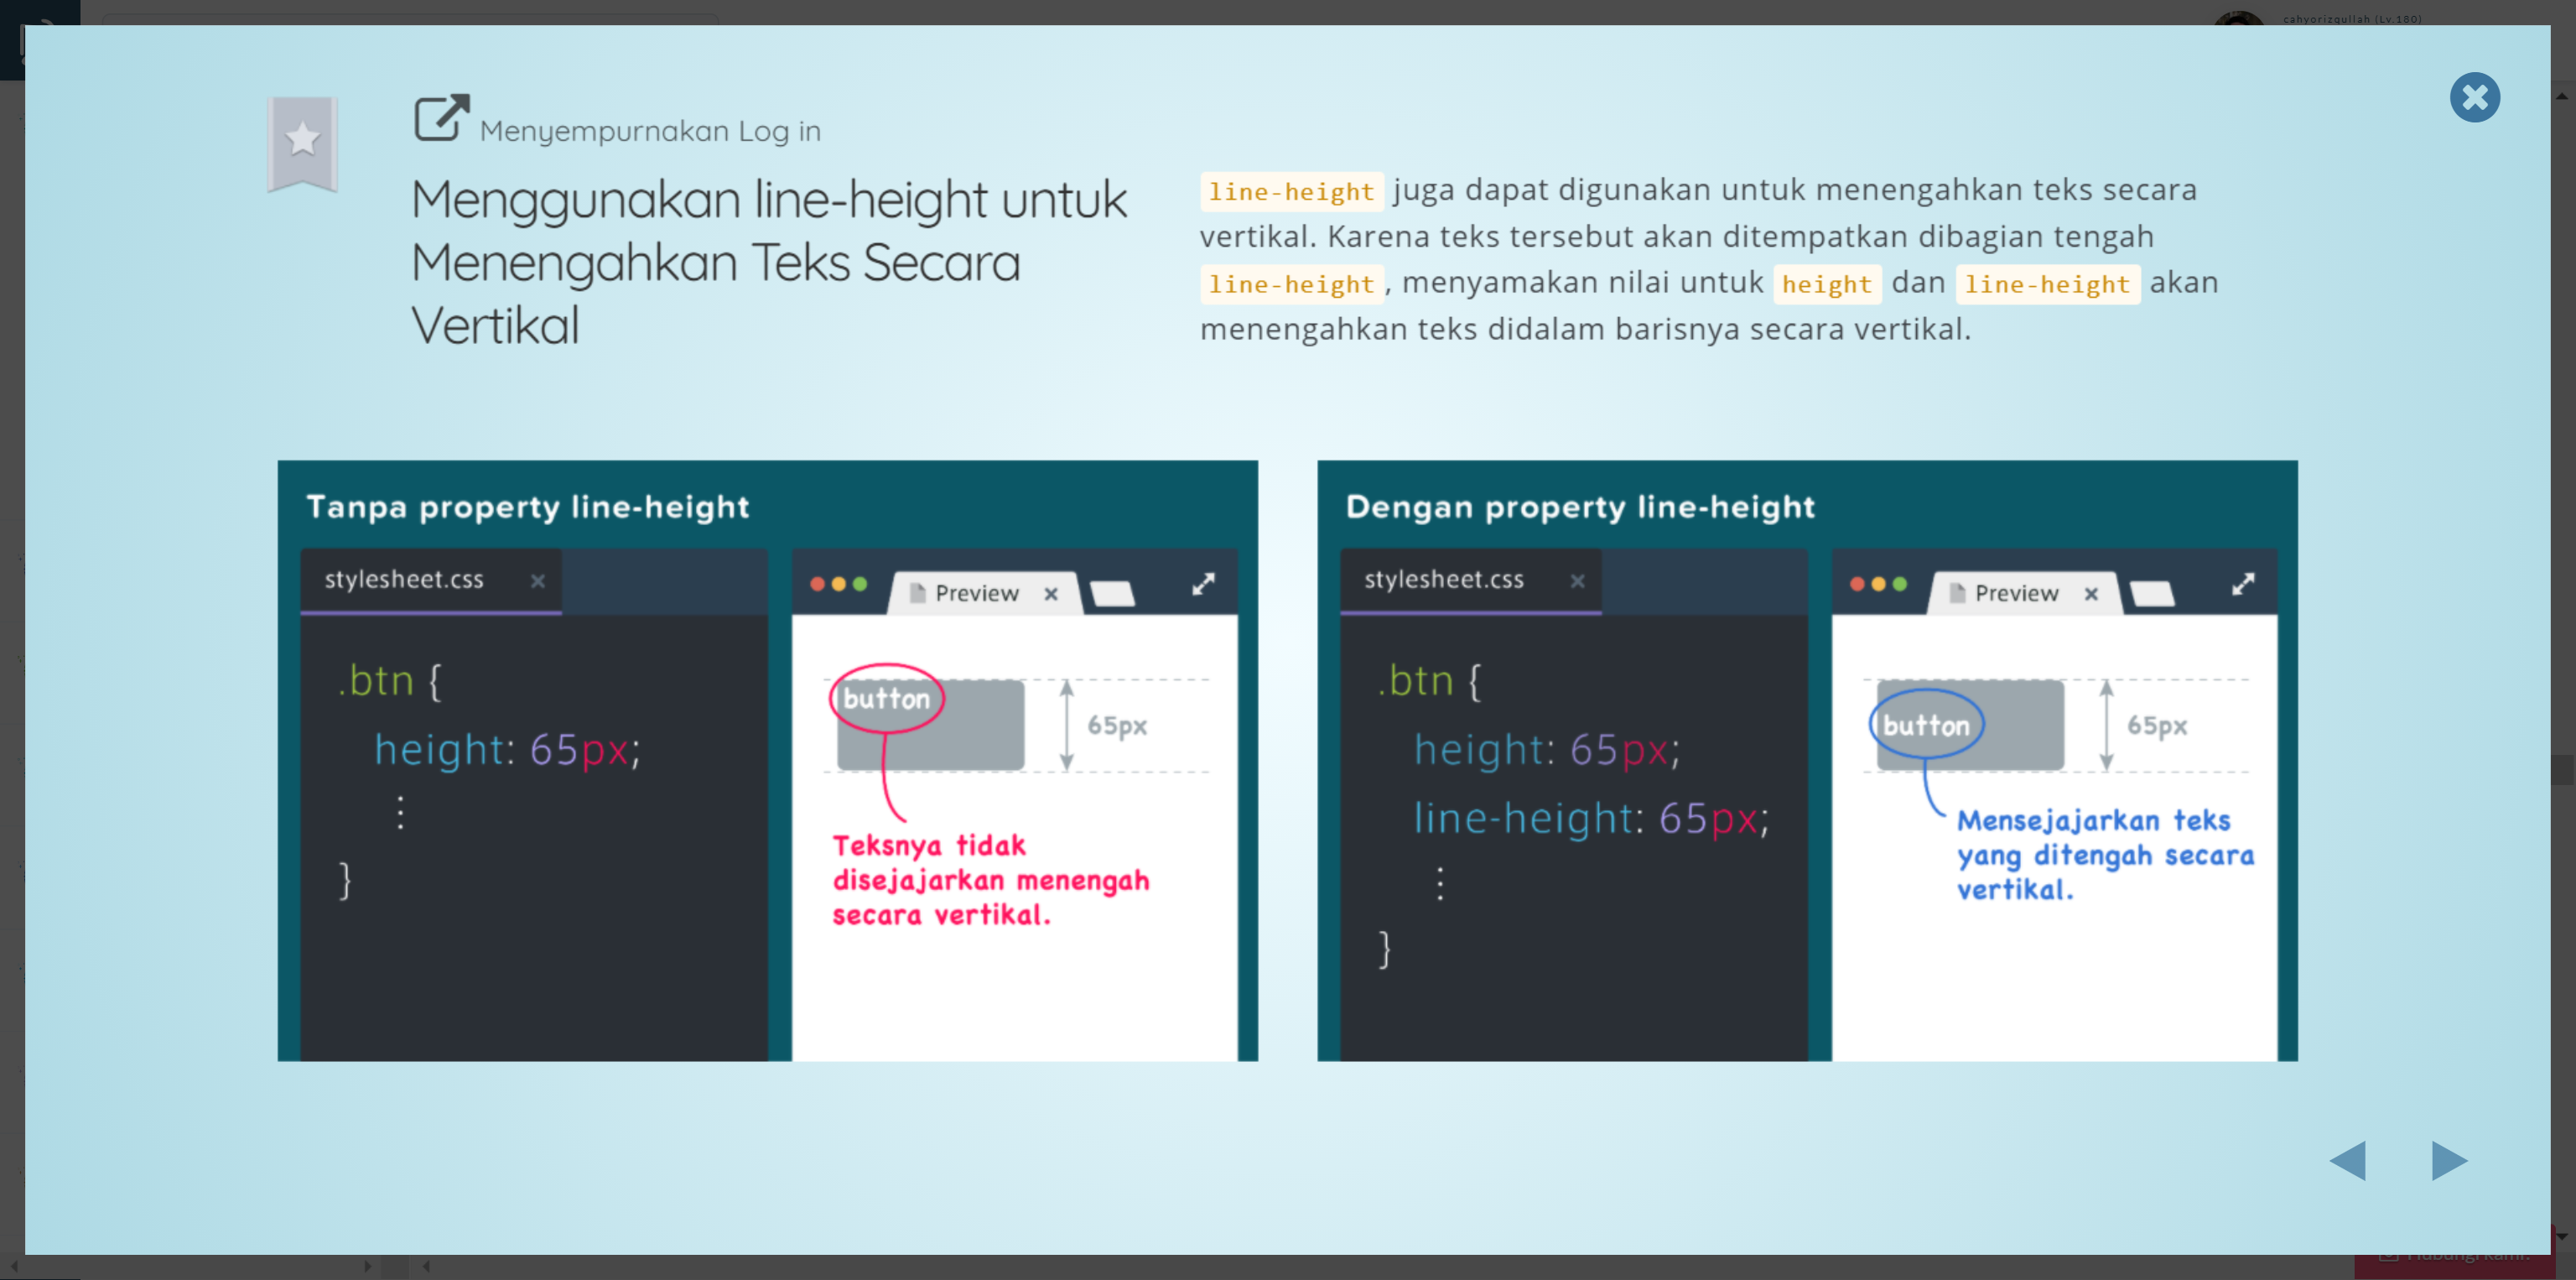 cahyorizqullah (Lv.180)
Menyempurnakan Log in
Menggunakan line-height untuk
Menengahkan Teks Secara
Vertikal
line-height juga dapat digunakan untuk menengahkan teks secara
vertikal. Karena teks tersebut akan ditempatkan dibagian tengah
line-height, menyamakan nilai untuk height dan line-height akan
menengahkan teks didalam barisnya secara vertikal.
Tanpa property line-height
stylesheet.css
.btn {
height: 65px;
⋮
}
Preview
button
65px
Teksnya tidak
disejajarkan menengah
secara vertikal.
Dengan property line-height
stylesheet.css
.btn {
height: 65px;
line-height: 65px;
⋮
}
Preview
button
65px
Mensejajarkan teks
yang ditengah secara
vertikal.
Hubungi kami!